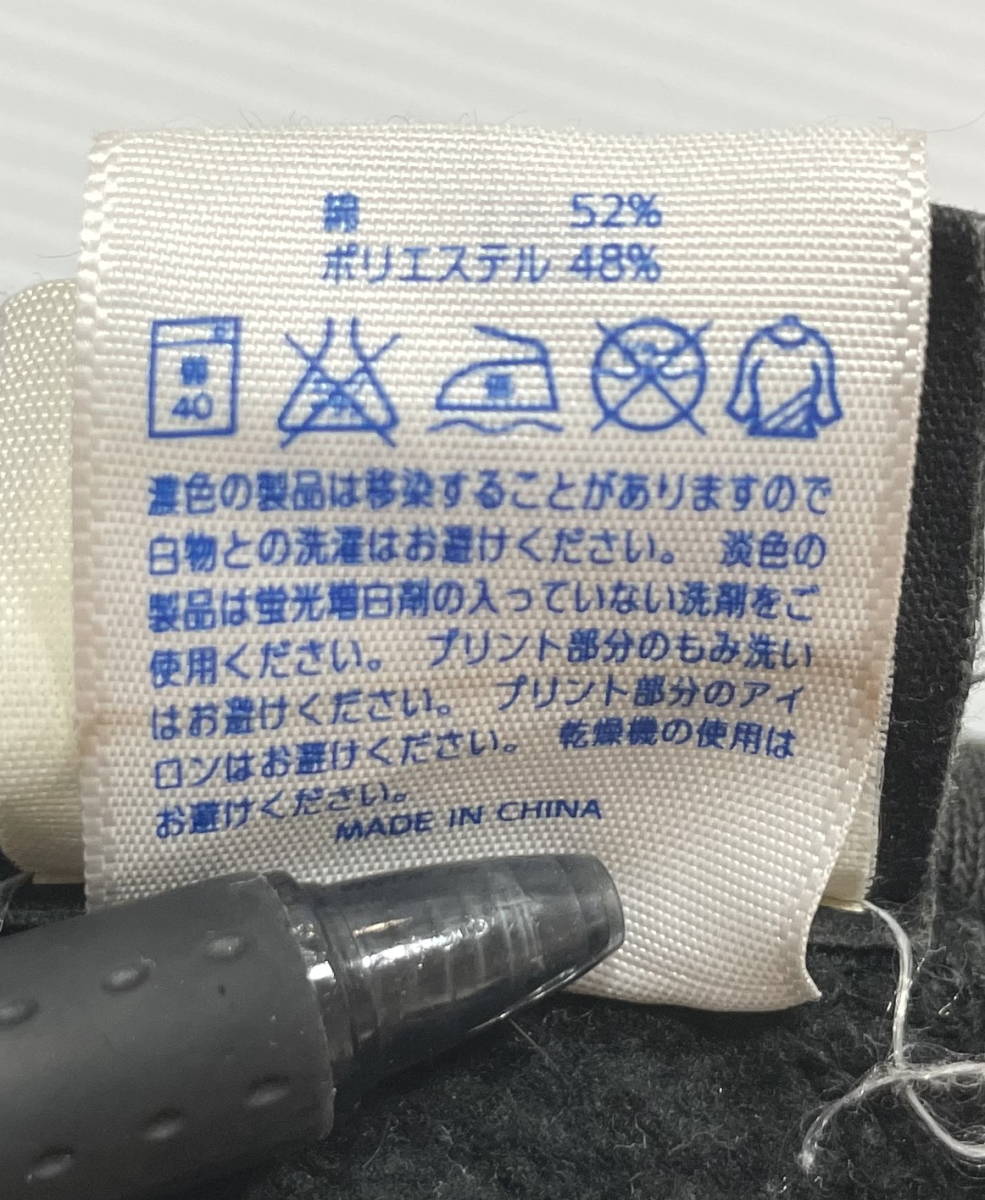 綿 52%
ポリエステル 48%
40
濃色の製品は移染することがありますので
白物との洗濯はお避けください。 淡色の
製品は蛍光増白剤の入っていない洗剤をご
使用ください。 プリント部分のもみ洗い
はお避けください。 プリント部分のアイ
ロンはお避けください。 乾燥機の使用は
お避けください。
MADE IN CHINA